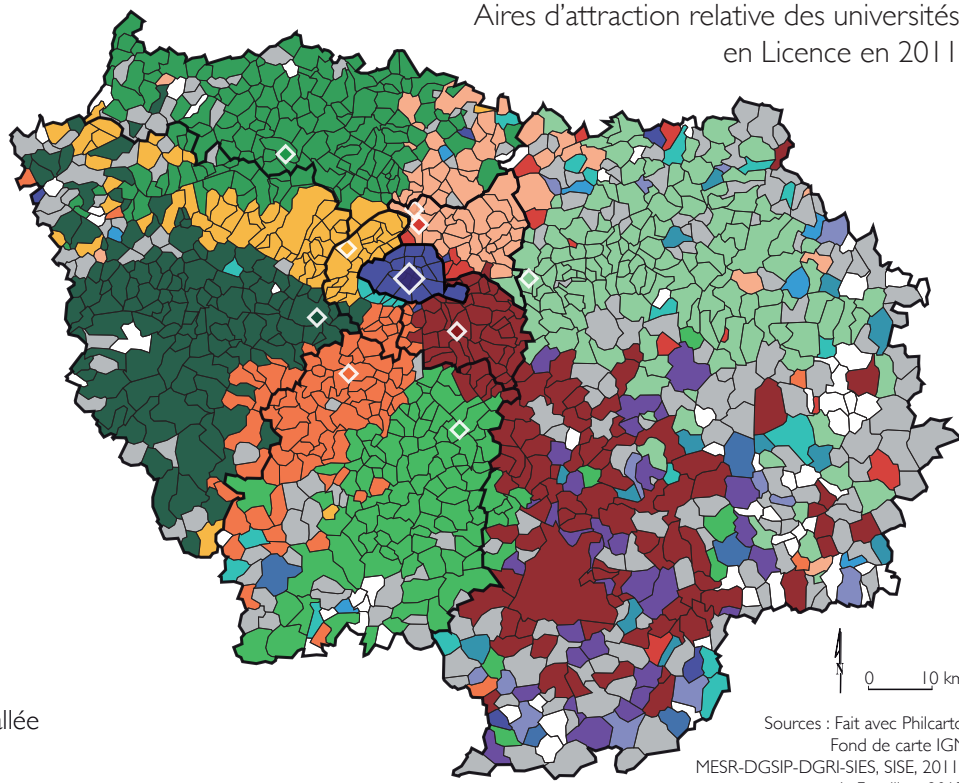 Aires d'attraction relative des universités
en Licence en 2011
allée
N
0 10 km
Sources : Fait avec Philcarto
Fond de carte IGN
MESR-DGSIP-DGRI-SIES, SISE, 2011